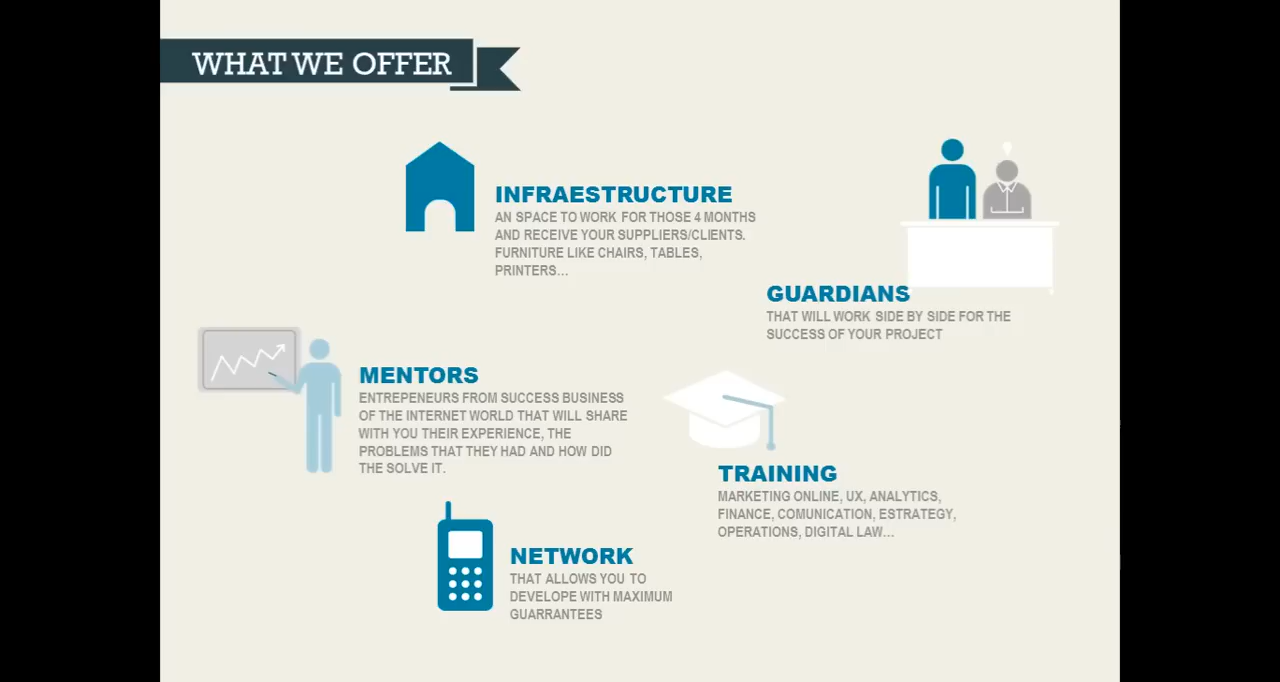 WHAT WE OFFER
INFRAESTRUCTURE
AN SPACE TO WORK FOR THOSE 4 MONTHS
AND RECEIVE YOUR SUPPLIERS/CLIENTS.
FURNITURE LIKE CHAIRS, TABLES,
PRINTERS...
GUARDIANS
THAT WILL WORK SIDE BY SIDE FOR THE
SUCCESS OF YOUR PROJECT
MENTORS
ENTREPENEURS FROM SUCCESS BUSINESS
OF THE INTERNET WORLD THAT WILL SHARE
WITH YOU THEIR EXPERIENCE, THE
PROBLEMS THAT THEY HAD AND HOW DID
THE SOLVE IT.
TRAINING
MARKETING ONLINE, UX, ANALYTICS,
FINANCE, COMUNICATION, ESTRATEGY,
OPERATIONS, DIGITAL LAW...
NETWORK
THAT ALLOWS YOU TO
DEVELOPE WITH MAXIMUM
GUARRANTEES